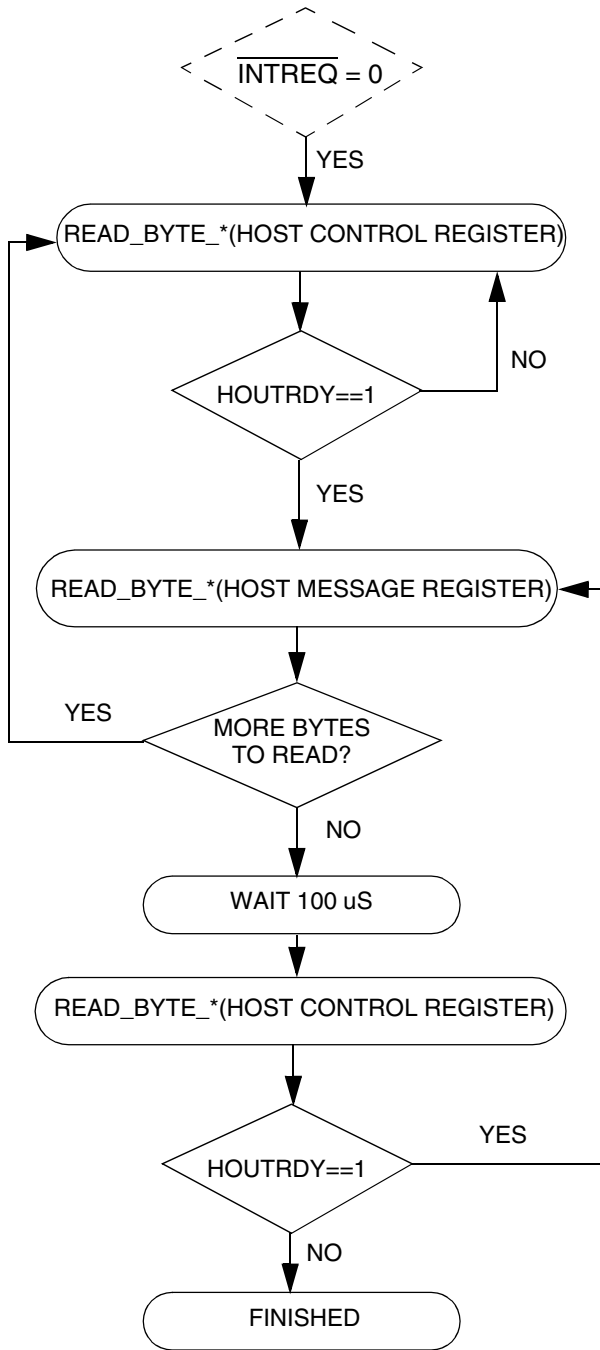 INTREQ = 0
YES
READ_BYTE_*(HOST CONTROL REGISTER)
NO
HOUTRDY==1
YES
READ_BYTE_*(HOST MESSAGE REGISTER)
YES
MORE BYTES
TO READ?
NO
WAIT 100 uS
READ_BYTE_*(HOST CONTROL REGISTER)
YES
HOUTRDY==1
NO
FINISHED